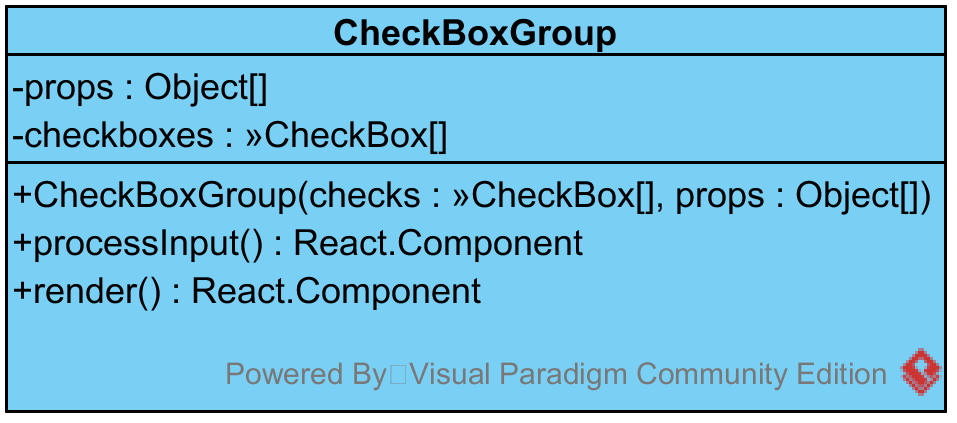 CheckBoxGroup
-props : Object[]
-checkboxes : »CheckBox[]
+CheckBoxGroup(checks : »CheckBox[], props : Object[])
+processInput() : React.Component
+render() : React.Component
Powered By Visual Paradigm Community Edition